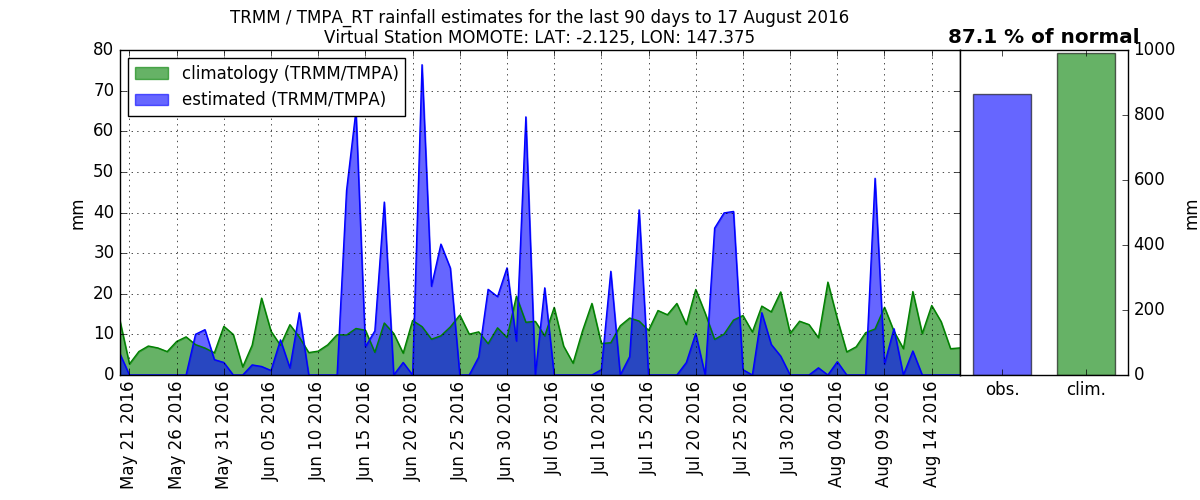 TRMM / TMPA_RT rainfall estimates for the last 90 days to 17 August 2016
Virtual Station MOMOTE: LAT: -2.125, LON: 147.375
87.1 % of normal
climatology (TRMM/TMPA)
estimated (TRMM/TMPA)
80
70
60
50
40
30
20
10
0
mm
May 21 2016
May 26 2016
May 31 2016
Jun 05 2016
Jun 10 2016
Jun 15 2016
Jun 20 2016
Jun 25 2016
Jun 30 2016
Jul 05 2016
Jul 10 2016
Jul 15 2016
Jul 20 2016
Jul 25 2016
Jul 30 2016
Aug 04 2016
Aug 09 2016
Aug 14 2016
obs.
clim.
1000
800
600
400
200
0
mm